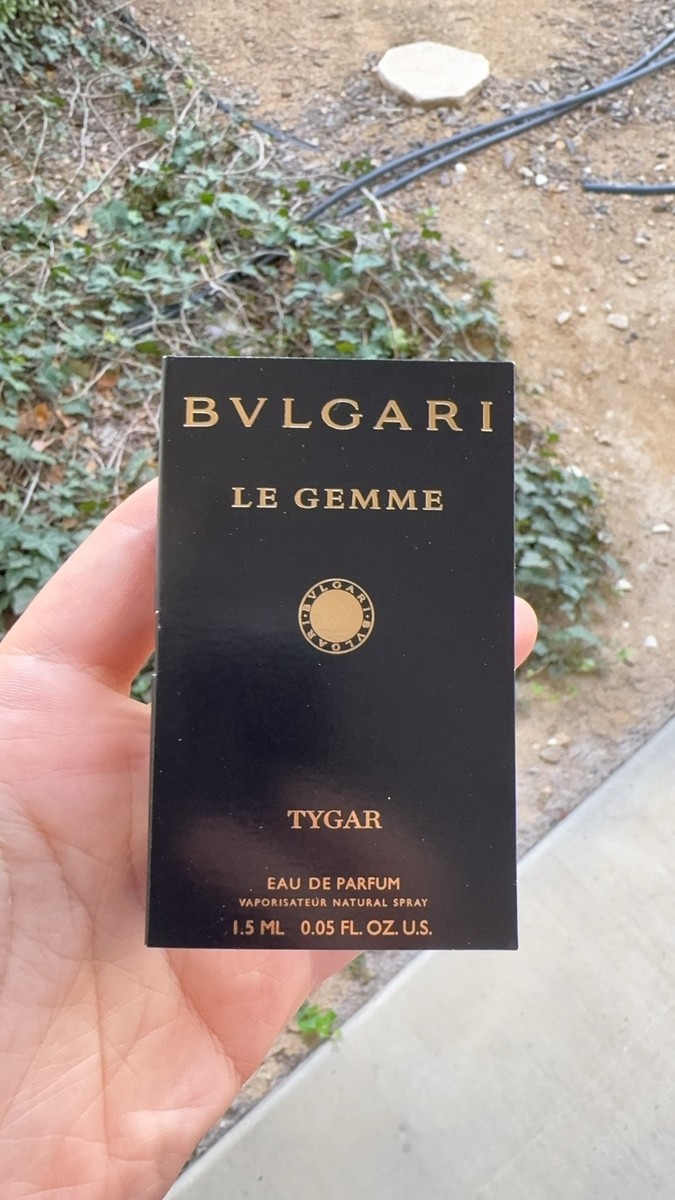 BVLGARI
LE GEMME
BVLGARI · BVLGARI ·
TYGAR
EAU DE PARFUM
VAPORISATEUR NATURAL SPRAY
1.5 ML 0.05 FL. OZ. U.S.